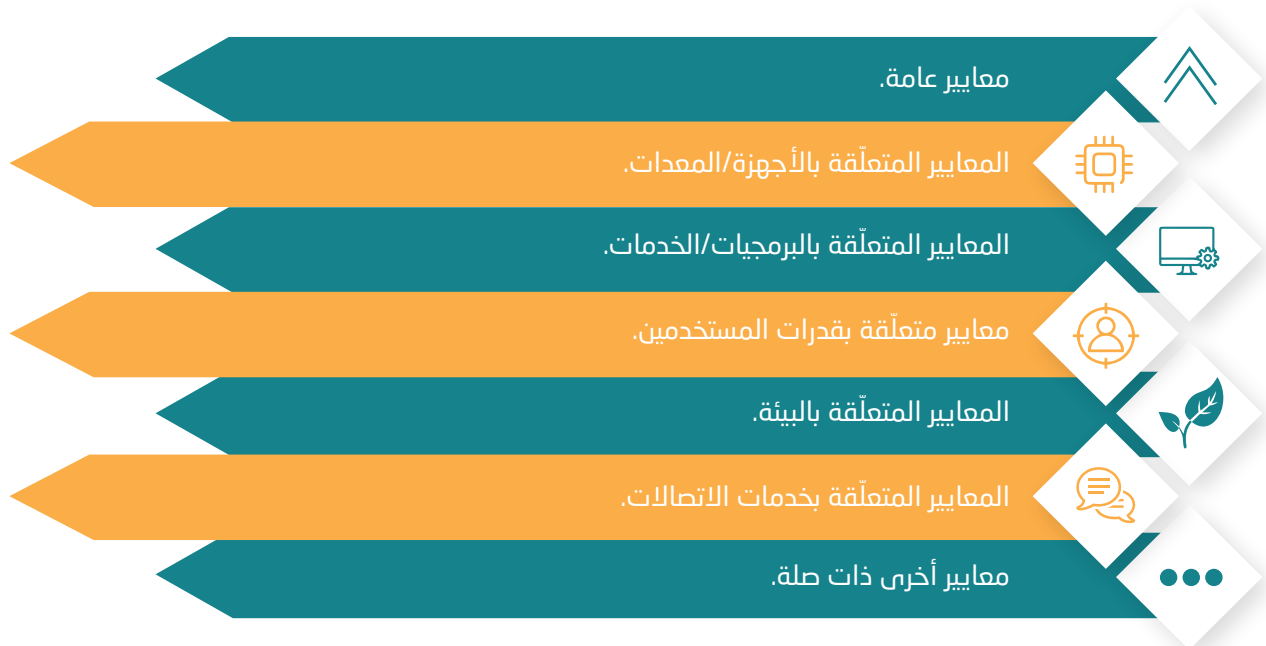 معايير عامة.
المعايير المتعلّقة بالأجهزة/المعدات.
المعايير المتعلّقة بالبرمجيات/الخدمات.
معايير متعلّقة بقدرات المستخدمين.
المعايير المتعلّقة بالبيئة.
المعايير المتعلّقة بخدمات الاتصالات.
معايير أخرى ذات صلة.